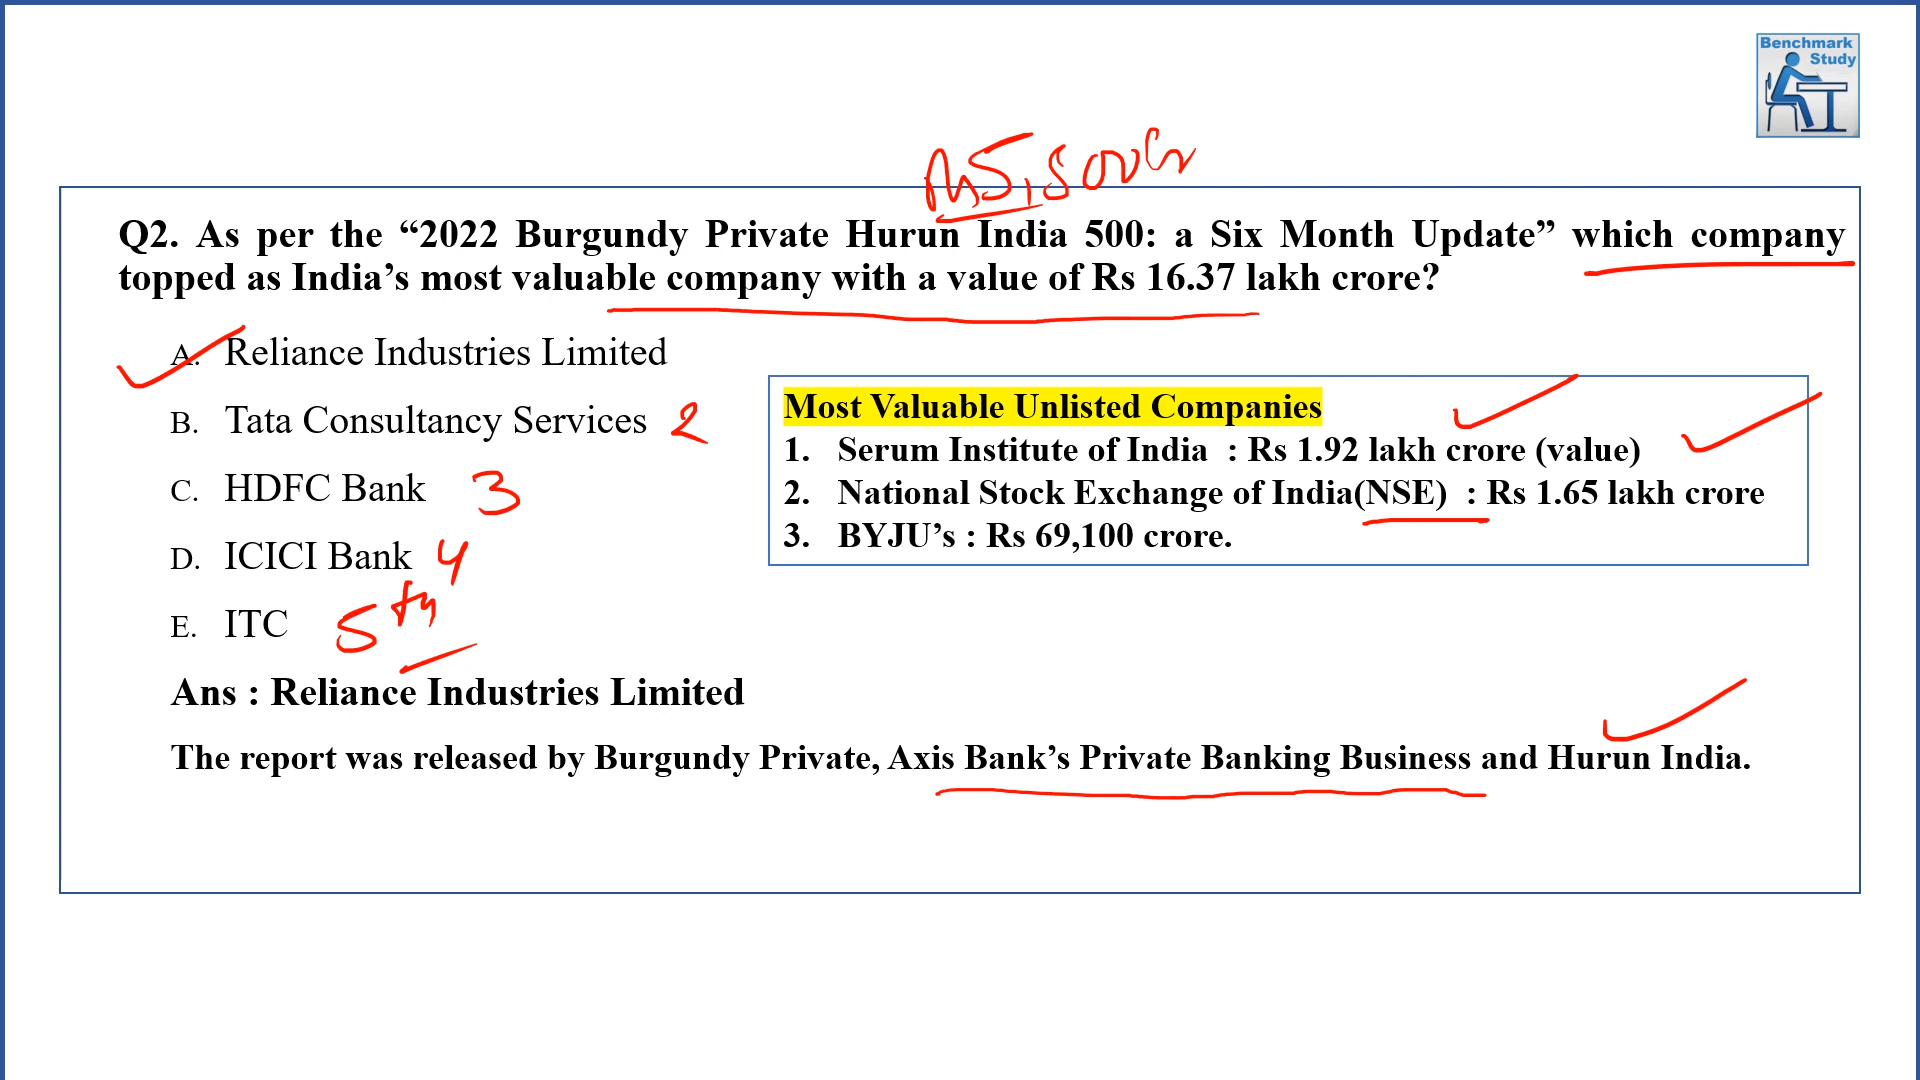 Benchmark
Study
Q2. As per the “2022 Burgundy Private Hurun India 500: a Six Month Update” which company
topped as India’s most valuable company with a value of Rs 16.37 lakh crore?
A. Reliance Industries Limited
B. Tata Consultancy Services 2
C. HDFC Bank 3
D. ICICI Bank 4
E. ITC 5th
Most Valuable Unlisted Companies
1. Serum Institute of India : Rs 1.92 lakh crore (value)
2. National Stock Exchange of India(NSE) : Rs 1.65 lakh crore
3. BYJU’s : Rs 69,100 crore.
Ans : Reliance Industries Limited
The report was released by Burgundy Private, Axis Bank’s Private Banking Business and Hurun India.